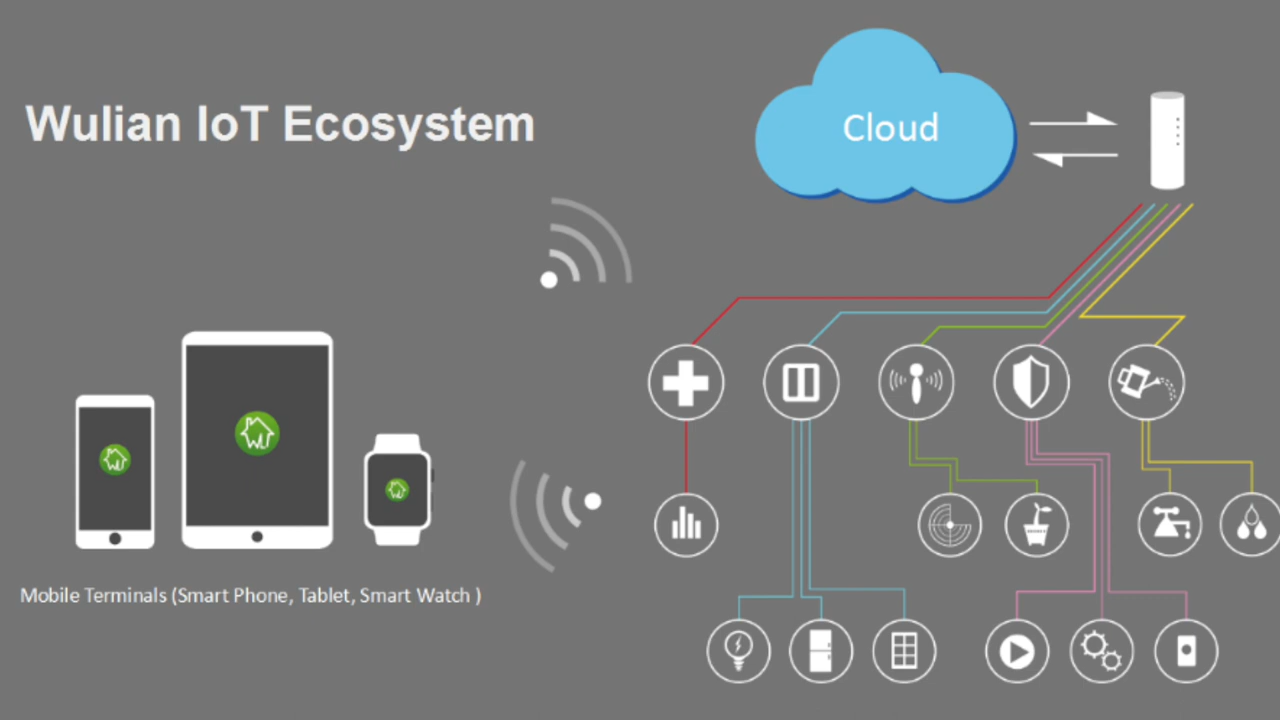 Wulian IoT Ecosystem
Cloud
Mobile Terminals (Smart Phone, Tablet, Smart Watch )